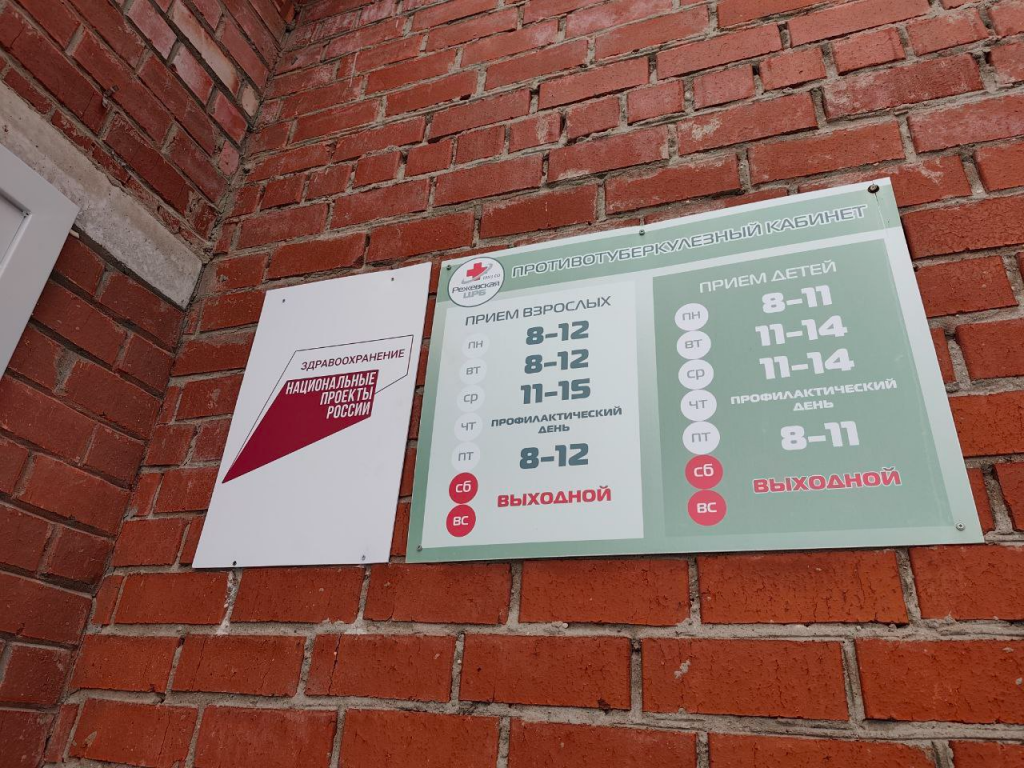 ЗДРАВООХРАНЕНИЕ
НАЦИОНАЛЬНЫЕ
ПРОЕКТЫ
РОССИИ
Режевская
ЦРБ
ПРОТИВОТУБЕРКУЛЕЗНЫЙ КАБИНЕТ
ПРИЕМ ВЗРОСЛЫХ
ПН 8-12
ВТ 8-12
СР 11-15
ЧТ ПРОФИЛАКТИЧЕСКИЙ
ДЕНЬ
ПТ 8-12
СБ
ВЫХОДНОЙ
ВС
ПРИЕМ ДЕТЕЙ
ПН 8-11
ВТ 11-14
СР 11-14
ЧТ ПРОФИЛАКТИЧЕСКИЙ
ДЕНЬ
ПТ 8-11
СБ
ВЫХОДНОЙ
ВС